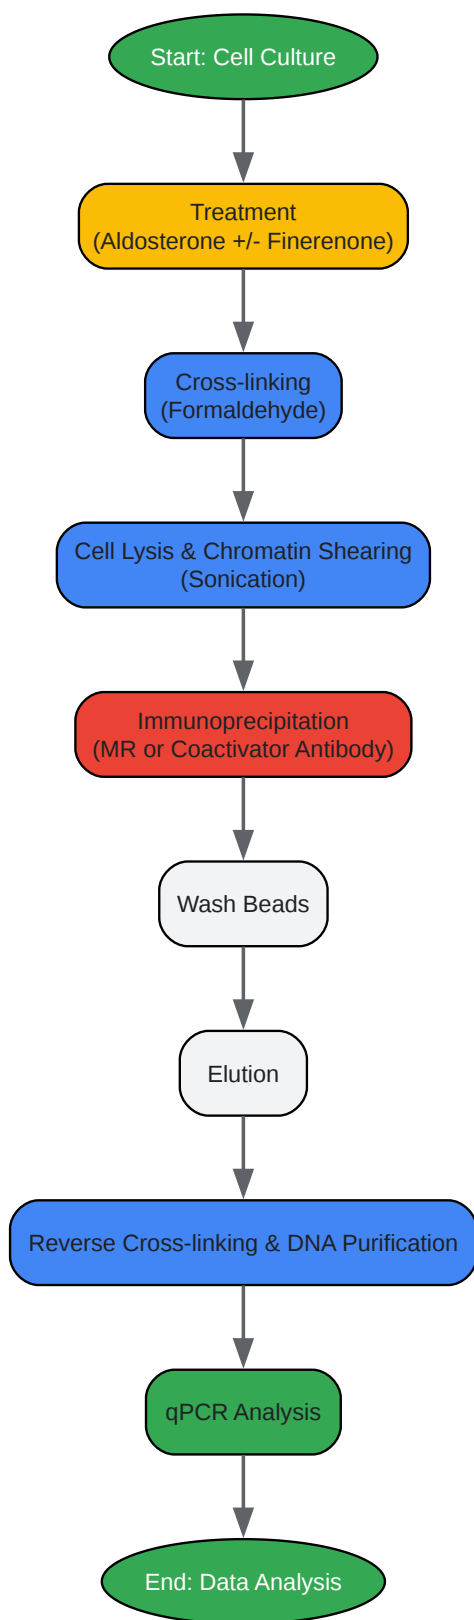 Start: Cell Culture
Treatment
(Aldosterone +/- Finerenone)
Cross-linking
(Formaldehyde)
Cell Lysis & Chromatin Shearing
(Sonication)
Immunoprecipitation
(MR or Coactivator Antibody)
Wash Beads
Elution
Reverse Cross-linking & DNA Purification
qPCR Analysis
End: Data Analysis